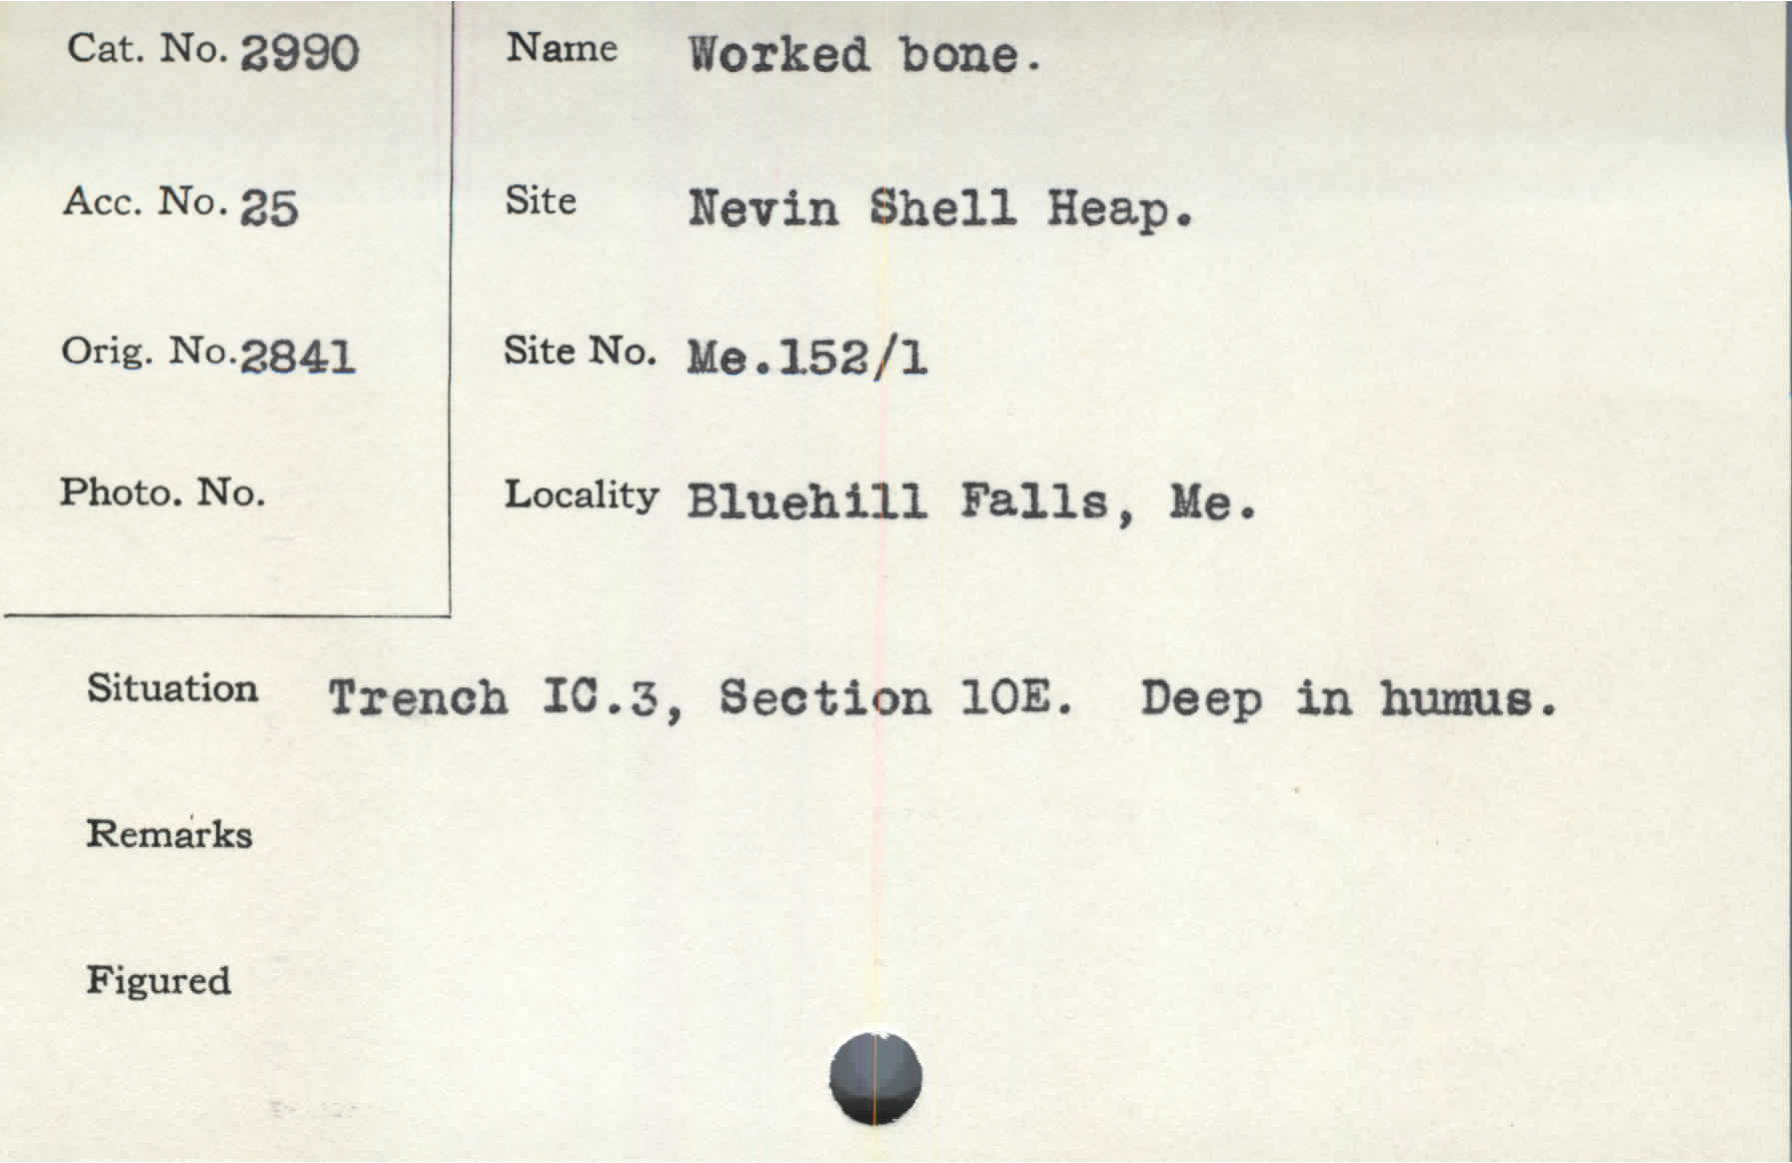 Cat. No. 2990
Name Worked bone.
Acc. No. 25
Site Nevin Shell Heap.
Orig. No. 2841
Site No. Me.152/1
Photo. No.
Locality Bluehill Falls, Me.
Situation Trench IC.3, Section 10E. Deep in humus.
Remarks
Figured